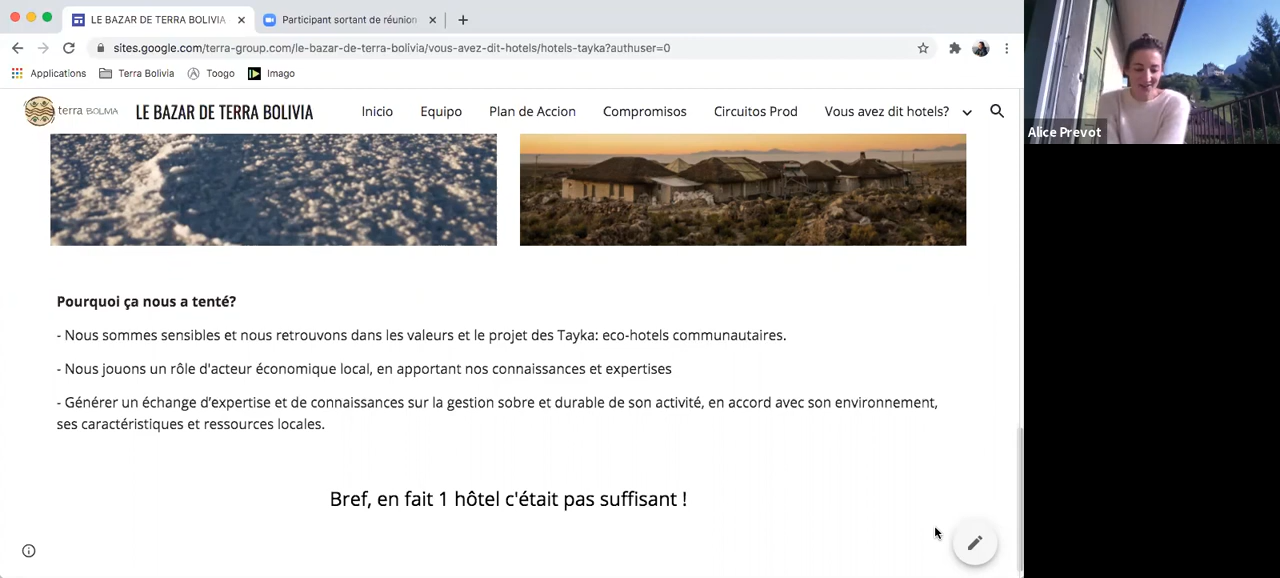 LE BAZAR DE TERRA BOLIVIA
Participant sortant de réunion
sites.google.com/terra-group.com/le-bazar-de-terra-bolivia/vous-avez-dit-hotels/hotels-tayka?authuser=0
Applications Terra Bolivia Toogo Imago
terra BOLIVIA LE BAZAR DE TERRA BOLIVIA Inicio Equipo Plan de Accion Compromisos Circuitos Prod Vous avez dit hotels?
Alice Prevot
Pourquoi ça nous a tenté?
- Nous sommes sensibles et nous retrouvons dans les valeurs et le projet des Tayka: eco-hotels communautaires.
- Nous jouons un rôle d'acteur économique local, en apportant nos connaissances et expertises
- Générer un échange d'expertise et de connaissances sur la gestion sobre et durable de son activité, en accord avec son environnement,
ses caractéristiques et ressources locales.
Bref, en fait 1 hôtel c'était pas suffisant !